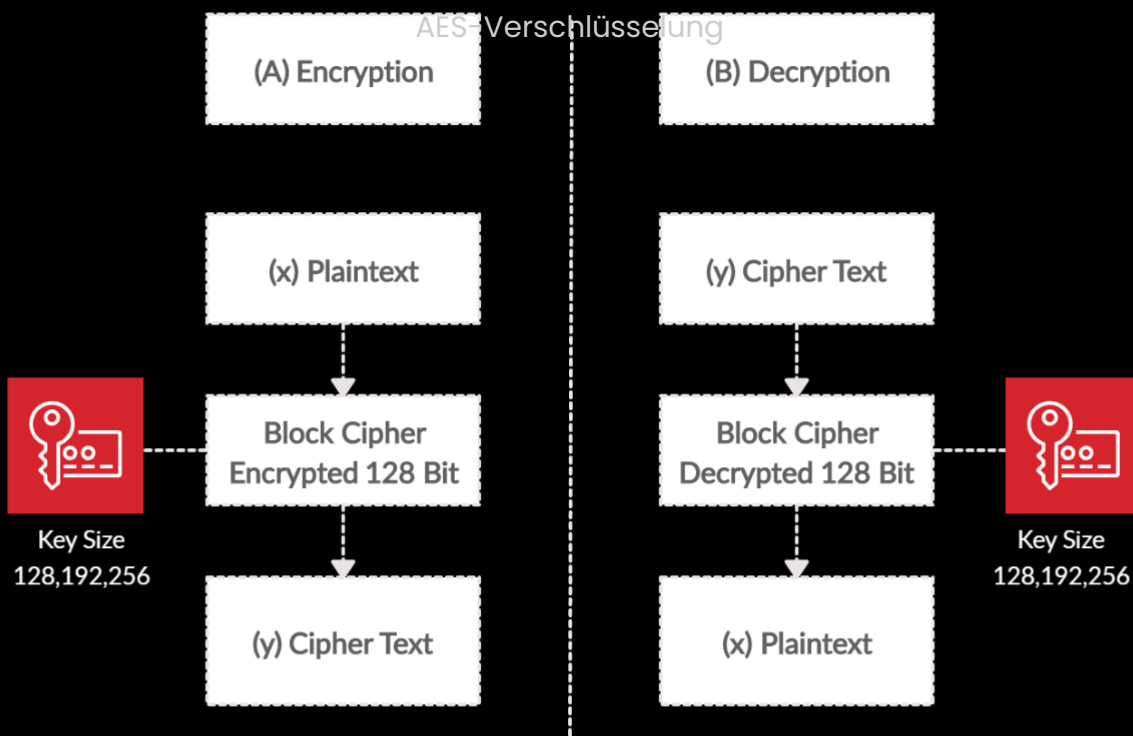 AES-Verschlüsselung
(A) Encryption
(x) Plaintext
Block Cipher
Encrypted 128 Bit
Key Size
128,192,256
(y) Cipher Text
(B) Decryption
(y) Cipher Text
Block Cipher
Decrypted 128 Bit
Key Size
128,192,256
(x) Plaintext